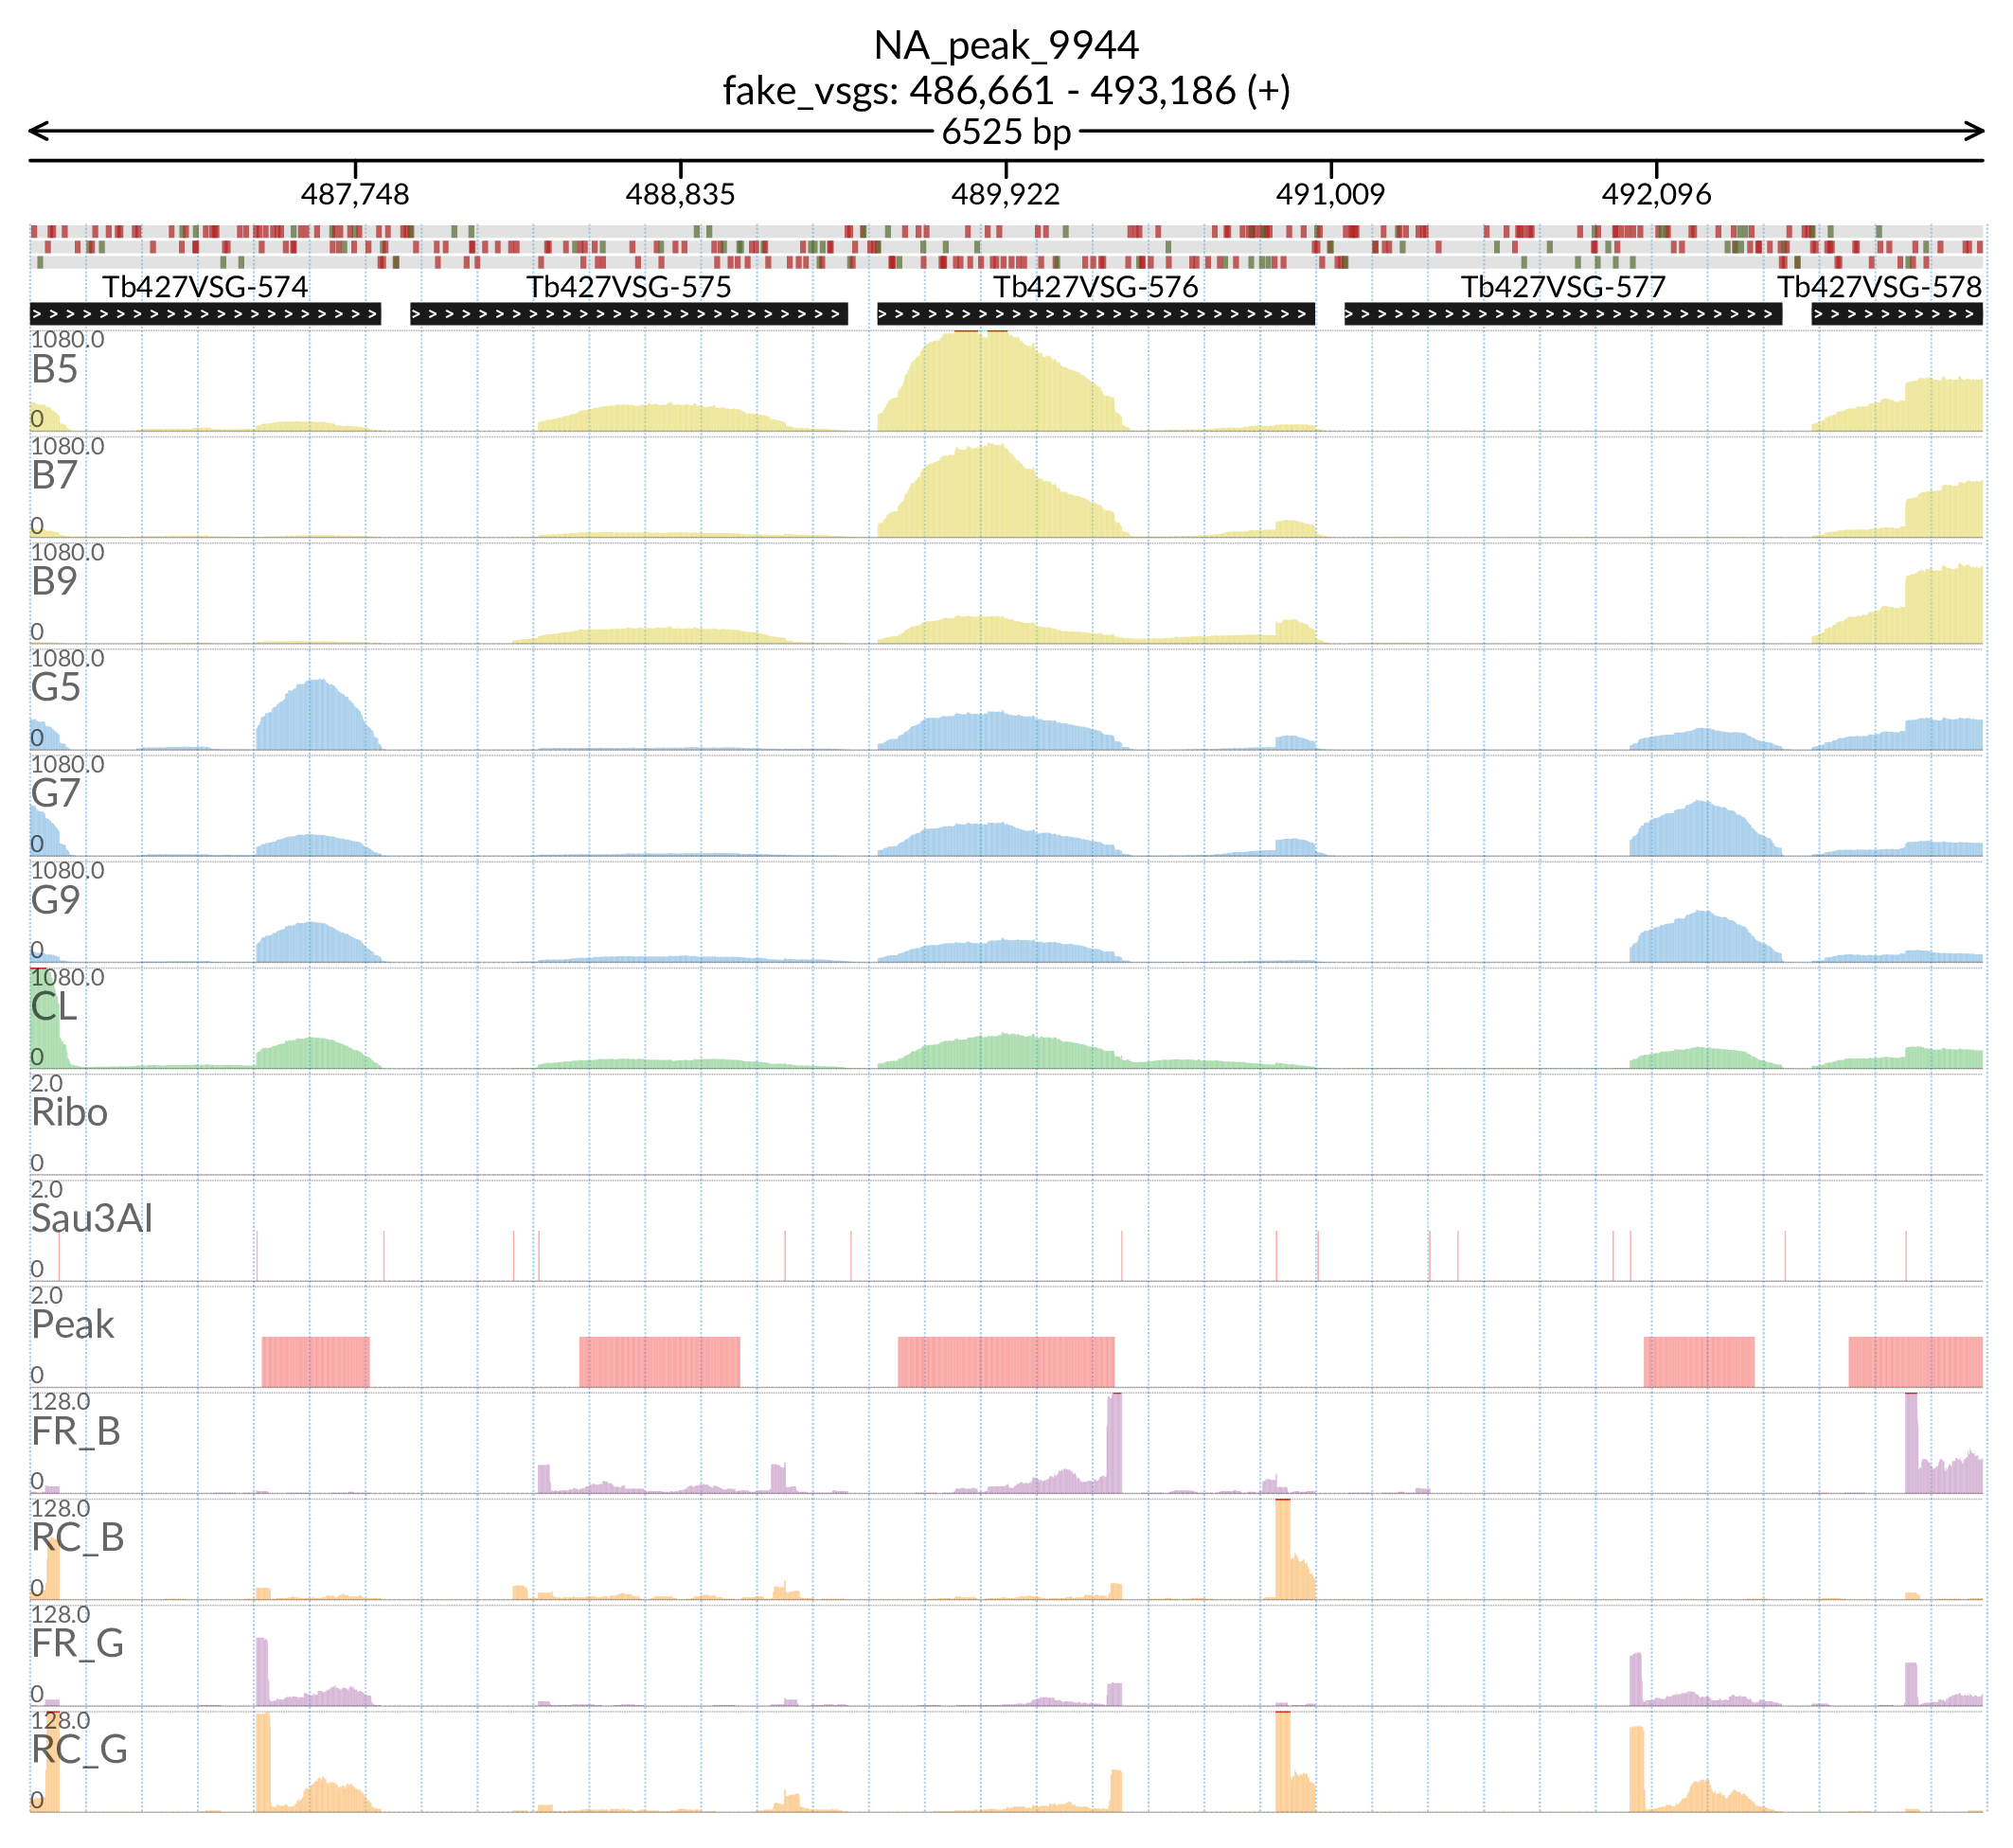 NA_peak_9944
fake_vsgs: 486,661 - 493,186 (+)
6525 bp
487,748 488,835 489,922 491,009 492,096
Tb427VSG-574 Tb427VSG-575 Tb427VSG-576 Tb427VSG-577 Tb427VSG-578
1080.0
B5
0
1080.0
B7
0
1080.0
B9
0
1080.0
G5
0
1080.0
G7
0
1080.0
G9
0
1080.0
CL
0
2.0
Ribo
0
2.0
Sau3AI
0
2.0
Peak
0
128.0
FR_B
0
128.0
RC_B
0
128.0
FR_G
0
128.0
RC_G
0